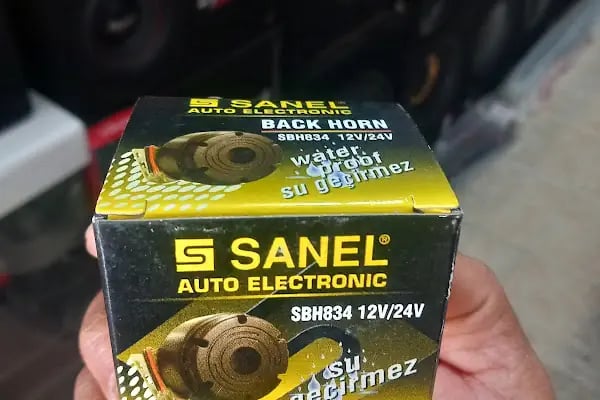 SANEL®
AUTO ELECTRONIC
BACK HORN
SBH834 12V/24V
water
proof
su geçirmez
SANEL®
AUTO ELECTRONIC
SBH834 12V/24V
su
geçirmez